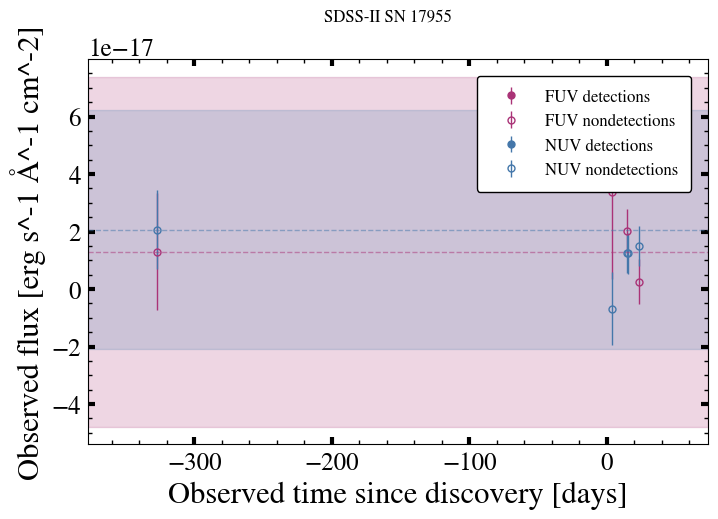 SDSS-II SN 17955
1e−17
FUV detections
FUV nondetections
NUV detections
NUV nondetections
6
4
2
0
−2
−4
Observed flux [erg s^-1 Å^-1 cm^-2]
−300
−200
−100
0
Observed time since discovery [days]